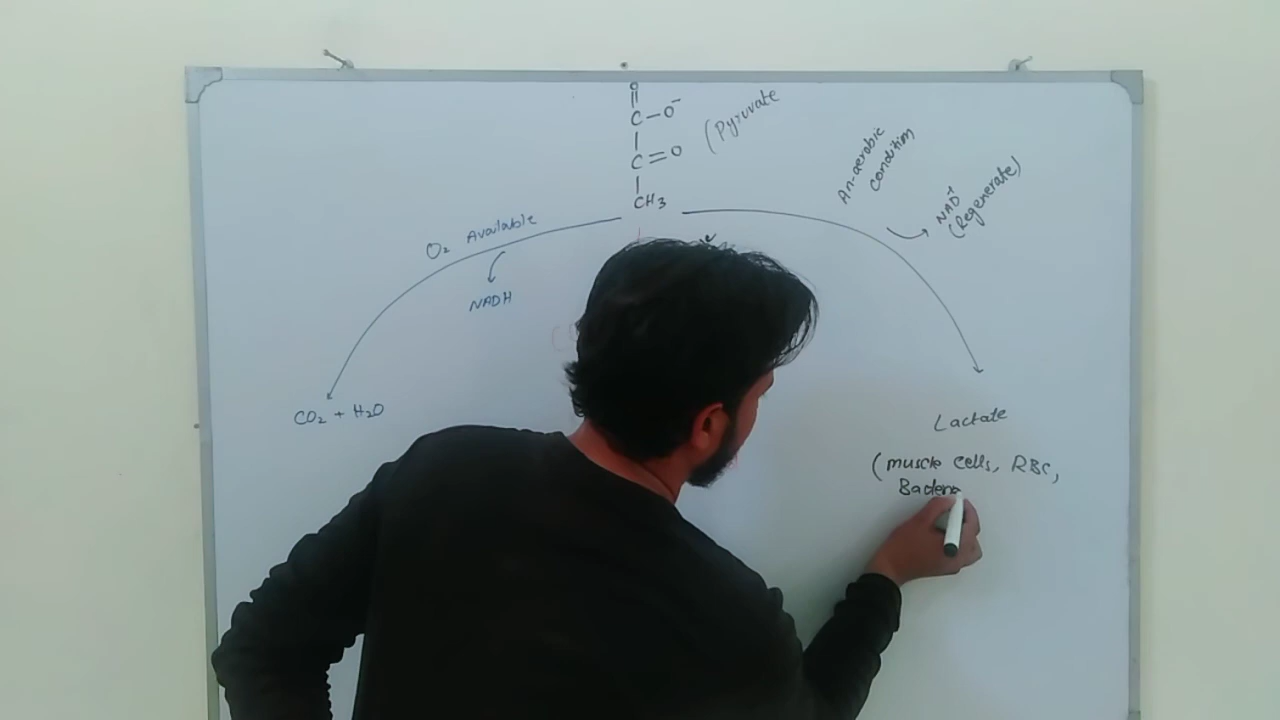 O
C-O⁻
(Pyruvate
C=O
CH3
An-aerobic
condition
NAD⁺
(Regenerate)
O2 Available
NADH
CO2 + H2O
Lactate
(muscle cells, RBC,
Bacteria